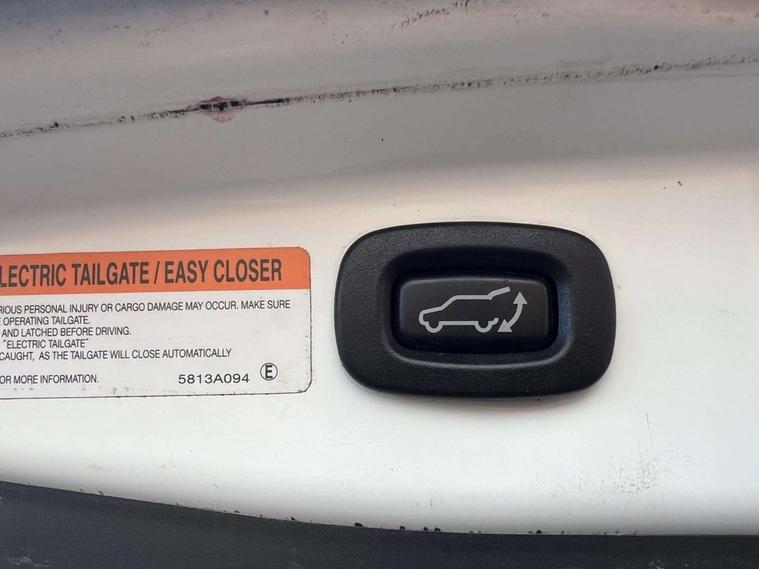 LECTRIC TAILGATE / EASY CLOSER
RIOUS PERSONAL INJURY OR CARGO DAMAGE MAY OCCUR. MAKE SURE
E OPERATING TAILGATE.
AND LATCHED BEFORE DRIVING.
"ELECTRIC TAILGATE"
CAUGHT, AS THE TAILGATE WILL CLOSE AUTOMATICALLY
OR MORE INFORMATION. 5813A094 E